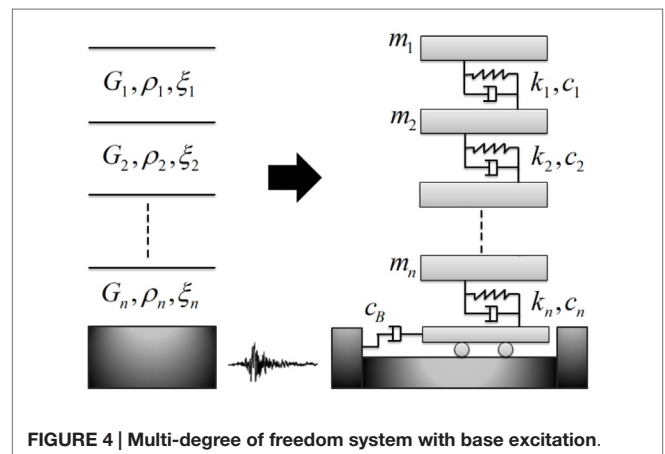 G₁, ρ₁, ξ₁
G₂, ρ₂, ξ₂
Gₙ, ρₙ, ξₙ
m₁
k₁, c₁
m₂
k₂, c₂
mₙ
kₙ, cₙ
c_B
FIGURE 4 | Multi-degree of freedom system with base excitation.